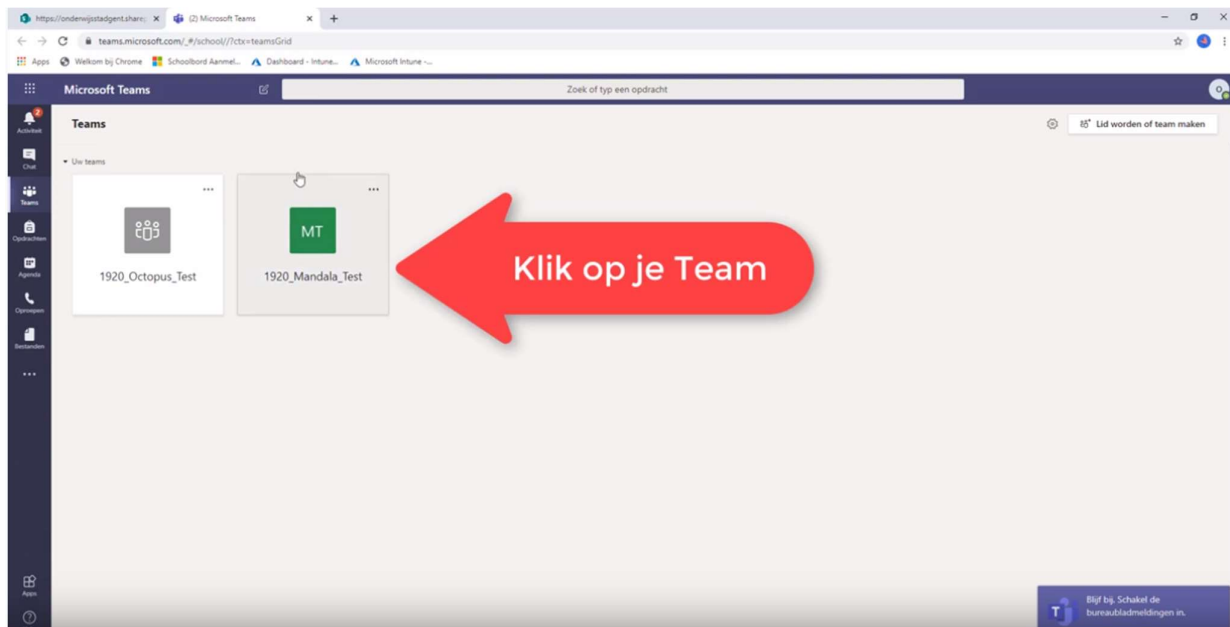 https://onderwijsstadgent.share
(2) Microsoft Teams
teams.microsoft.com/_#/school//?ctx=teamsGrid
Apps
Welkom bij Chrome
Schoolbord Aanmel...
Dashboard - Intune...
Microsoft Intune -...
Microsoft Teams
Zoek of typ een opdracht
O
2
Activiteit
Teams
Lid worden of team maken
Chat
Uw teams
Teams
Opdrachten
MT
Klik op je Team
Agenda
1920_Octopus_Test
1920_Mandala_Test
Oproepen
Bestanden
Apps
Blijf bij. Schakel de
bureaubladmeldingen in.